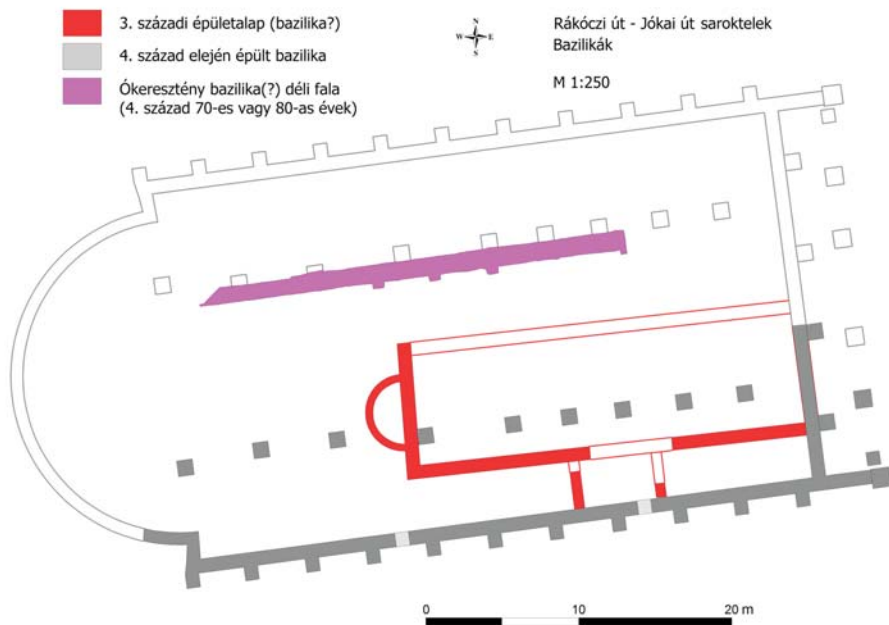 3. századi épületalap (bazilika?)
4. század elején épült bazilika
Ókeresztény bazilika(?) déli fala
(4. század 70-es vagy 80-as évek)
N
W E
S
Rákóczi út - Jókai út saroktelek
Bazilikák
M 1:250
0 10 20 m